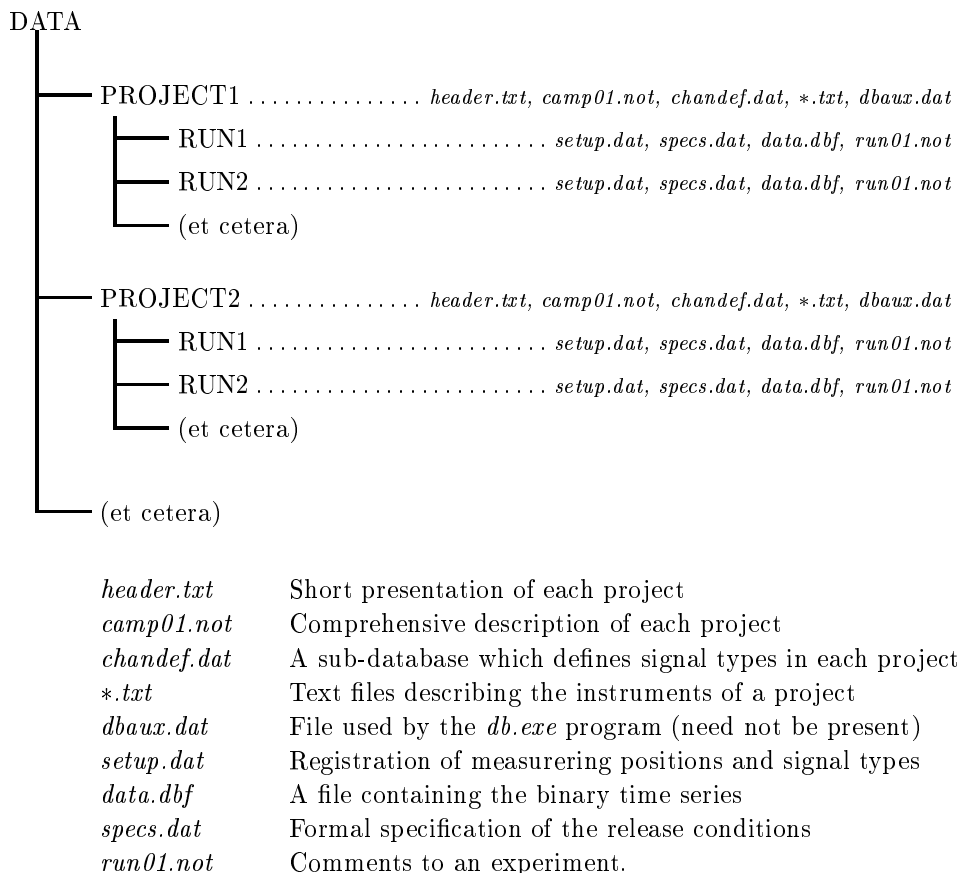 DATA
PROJECT1 . . . . . . . . . . . . . . . header.txt, camp01.not, chandef.dat, *.txt, dbaux.dat
RUN1 . . . . . . . . . . . . . . . . . . . . . . . . . setup.dat, specs.dat, data.dbf, run01.not
RUN2 . . . . . . . . . . . . . . . . . . . . . . . . . setup.dat, specs.dat, data.dbf, run01.not
(et cetera)
PROJECT2 . . . . . . . . . . . . . . . header.txt, camp01.not, chandef.dat, *.txt, dbaux.dat
RUN1 . . . . . . . . . . . . . . . . . . . . . . . . . setup.dat, specs.dat, data.dbf, run01.not
RUN2 . . . . . . . . . . . . . . . . . . . . . . . . . setup.dat, specs.dat, data.dbf, run01.not
(et cetera)
(et cetera)
header.txt Short presentation of each project
camp01.not Comprehensive description of each project
chandef.dat A sub-database which defines signal types in each project
*.txt Text files describing the instruments of a project
dbaux.dat File used by the db.exe program (need not be present)
setup.dat Registration of measurering positions and signal types
data.dbf A file containing the binary time series
specs.dat Formal specification of the release conditions
run01.not Comments to an experiment.